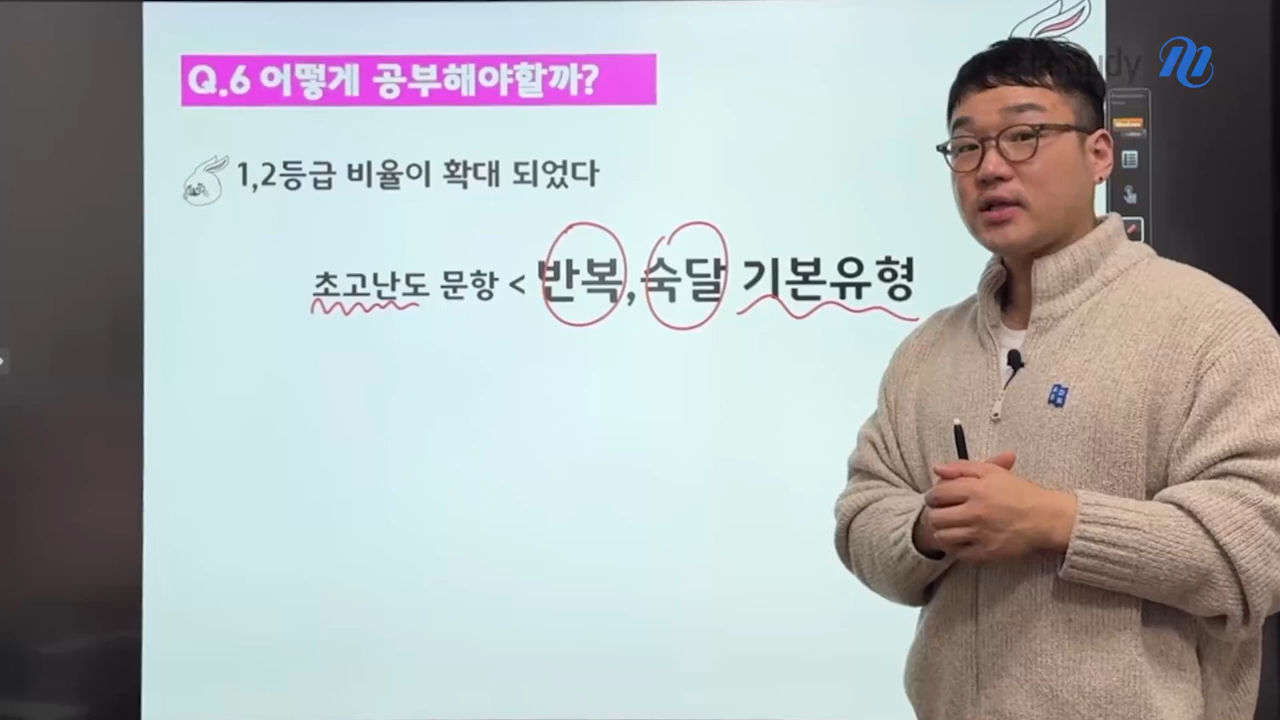 Q.6 어떻게 공부해야할까?
1,2등급 비율이 확대 되었다
초고난도 문항 < 반복, 숙달 기본유형